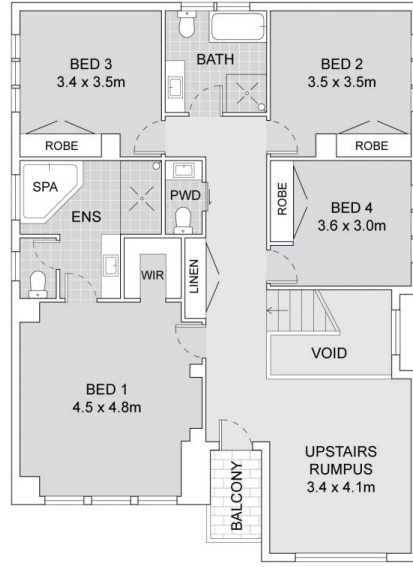 BED 3
3.4 x 3.5m
BATH
BED 2
3.5 x 3.5m
ROBE
ROBE
SPA
ENS
PWD
ROBE
BED 4
3.6 x 3.0m
WIR
LINEN
VOID
BED 1
4.5 x 4.8m
BALCONY
UPSTAIRS
RUMPUS
3.4 x 4.1m